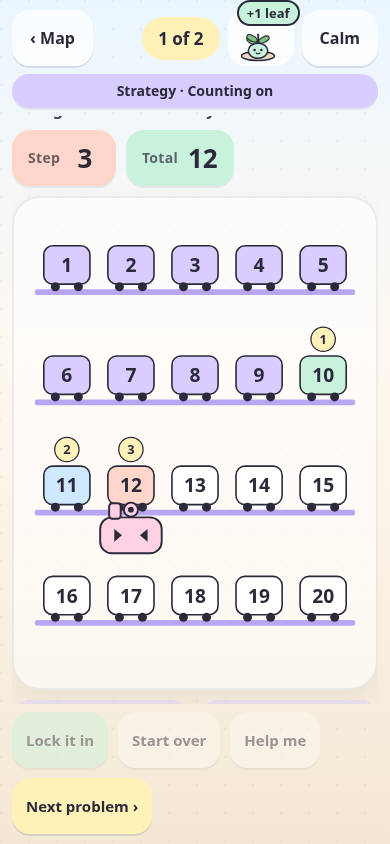 +1 leaf
‹ Map
1 of 2
Calm
Strategy · Counting on
Step 3
Total 12
1 2 3 4 5
1
6 7 8 9 10
2 3
11 12 13 14 15
16 17 18 19 20
Lock it in
Start over
Help me
Next problem ›